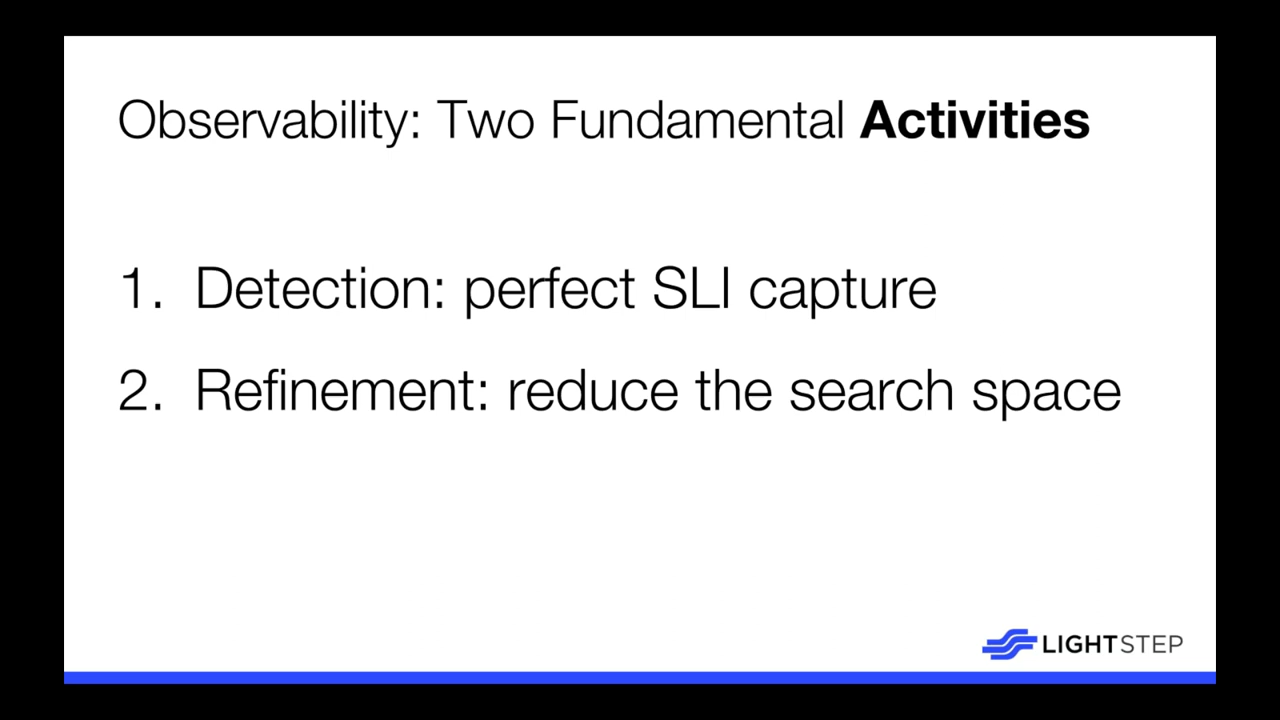 Observability: Two Fundamental Activities
1. Detection: perfect SLI capture
2. Refinement: reduce the search space
LIGHTSTEP